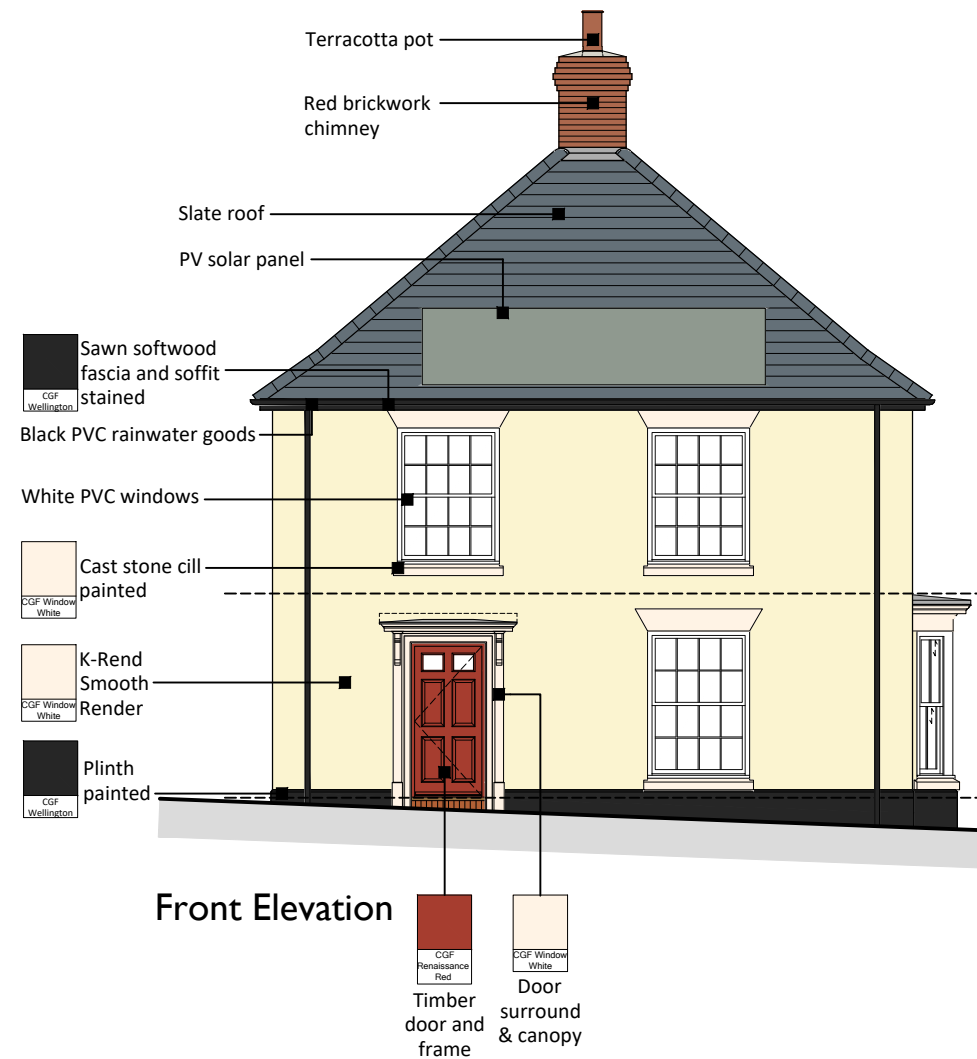 Terracotta pot
Red brickwork
chimney
Slate roof
PV solar panel
Sawn softwood
fascia and soffit
stained
CGF
Wellington
Black PVC rainwater goods
White PVC windows
Cast stone cill
painted
CGF Window
White
K-Rend
Smooth
Render
CGF Window
White
Plinth
painted
CGF
Wellington
Front Elevation
CGF
Renaissance
Red
Timber
door and
frame
CGF Window
White
Door
surround
& canopy